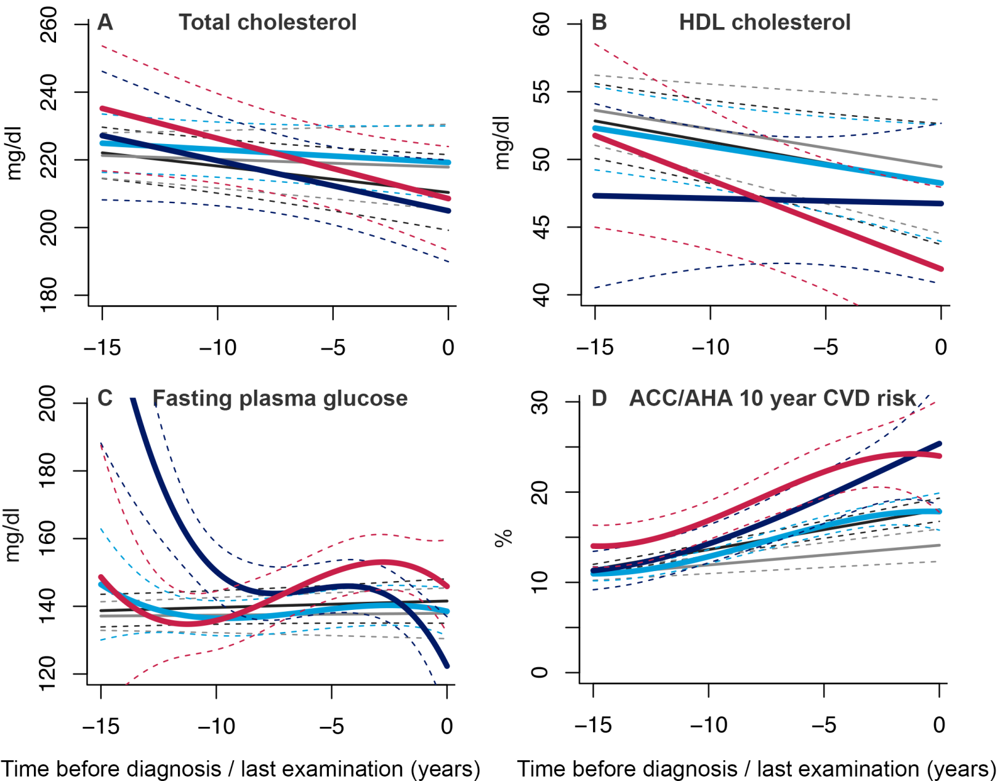 A Total cholesterol
mg/dl
260
240
220
200
180
−15 −10 −5 0
B HDL cholesterol
mg/dl
60
55
50
45
40
−15 −10 −5 0
C Fasting plasma glucose
mg/dl
200
180
160
140
120
−15 −10 −5 0
Time before diagnosis / last examination (years)
D ACC/AHA 10 year CVD risk
%
30
20
10
0
−15 −10 −5 0
Time before diagnosis / last examination (years)